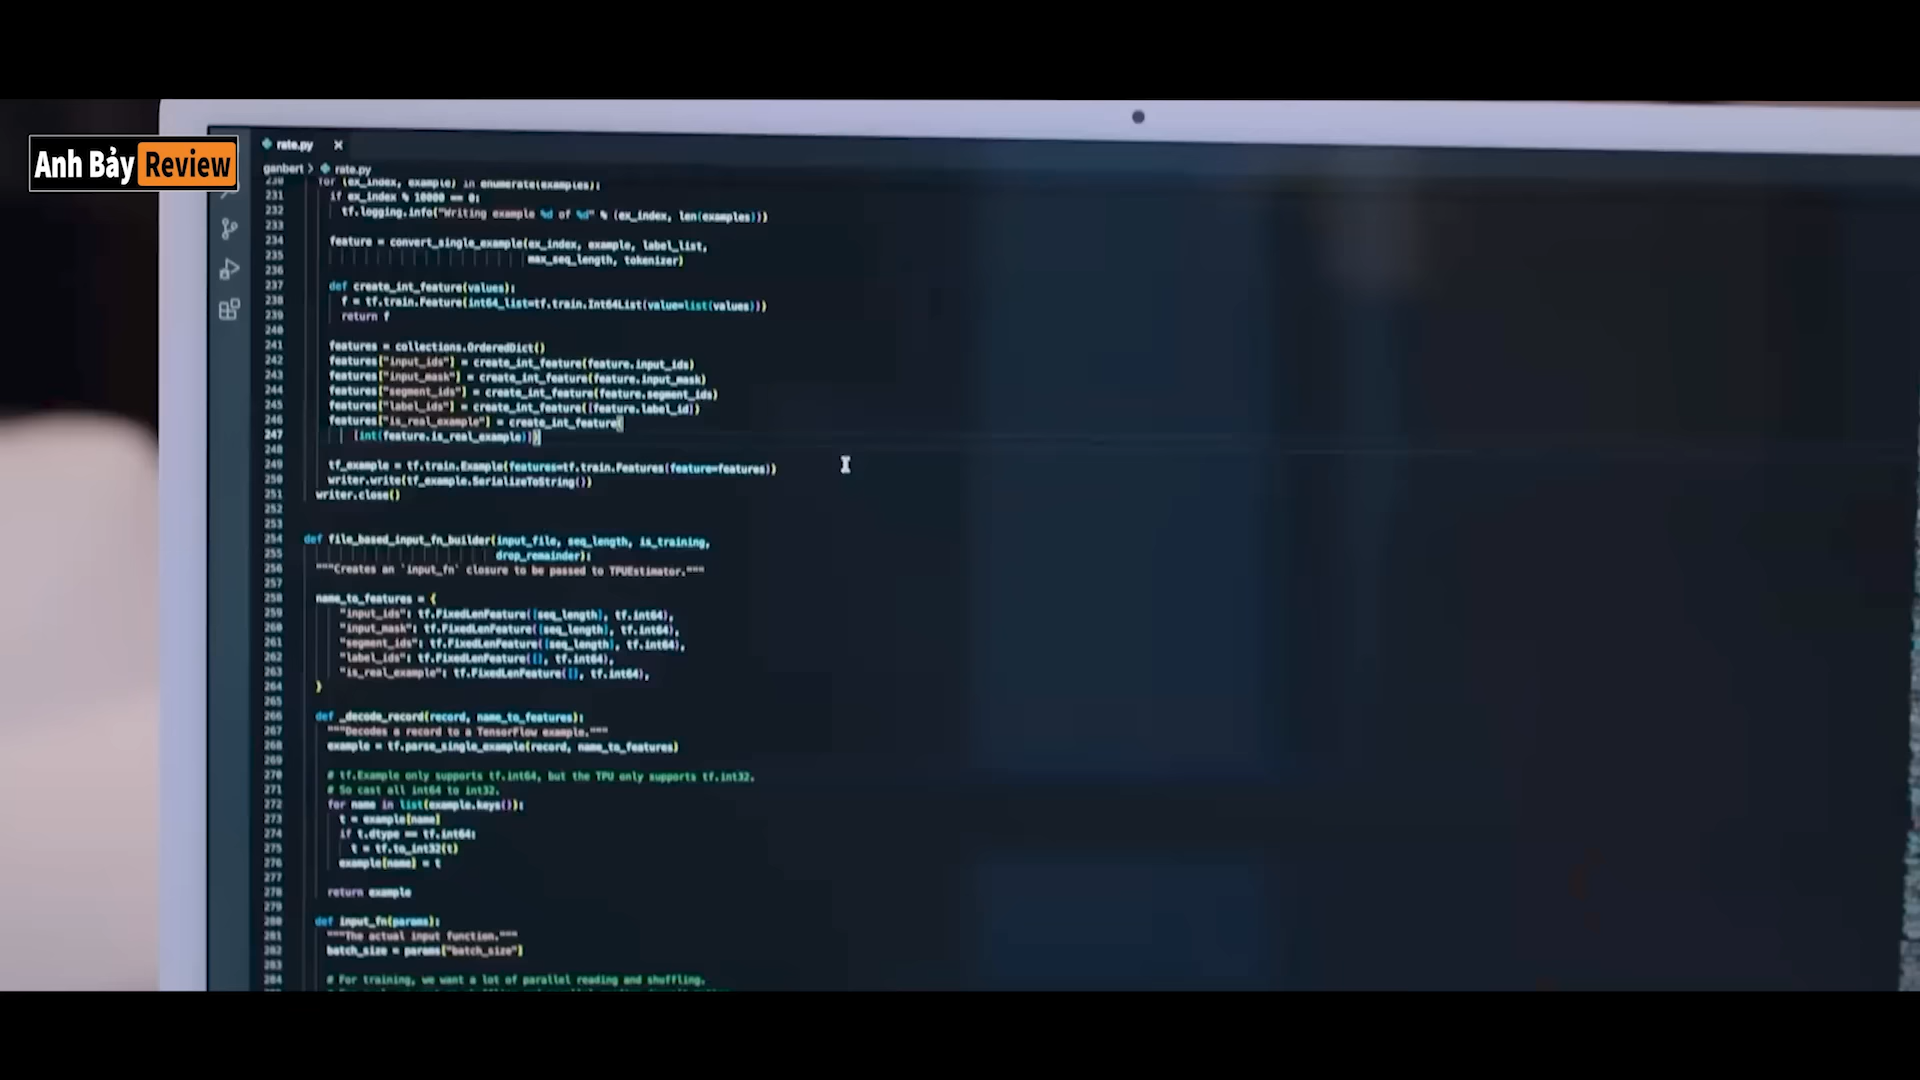 Anh Bảy Review
rate.py
ganbert > rate.py
230 for (ex_index, example) in enumerate(examples):
231 if ex_index % 10000 == 0:
232 tf.logging.info("Writing example %d of %d" % (ex_index, len(examples)))
233
234 feature = convert_single_example(ex_index, example, label_list,
235 max_seq_length, tokenizer)
236
237 def create_int_feature(values):
238 f = tf.train.Feature(int64_list=tf.train.Int64List(value=list(values)))
239 return f
240
241 features = collections.OrderedDict()
242 features["input_ids"] = create_int_feature(feature.input_ids)
243 features["input_mask"] = create_int_feature(feature.input_mask)
244 features["segment_ids"] = create_int_feature(feature.segment_ids)
245 features["label_ids"] = create_int_feature([feature.label_id])
246 features["is_real_example"] = create_int_feature(
247 [int(feature.is_real_example)])
248
249 tf_example = tf.train.Example(features=tf.train.Features(feature=features))
250 writer.write(tf_example.SerializeToString())
251 writer.close()
252
253
254 def file_based_input_fn_builder(input_file, seq_length, is_training,
255 drop_remainder):
256 """Creates an `input_fn` closure to be passed to TPUEstimator."""
257
258 name_to_features = {
259 "input_ids": tf.FixedLenFeature([seq_length], tf.int64),
260 "input_mask": tf.FixedLenFeature([seq_length], tf.int64),
261 "segment_ids": tf.FixedLenFeature([seq_length], tf.int64),
262 "label_ids": tf.FixedLenFeature([], tf.int64),
263 "is_real_example": tf.FixedLenFeature([], tf.int64),
264 }
265
266 def _decode_record(record, name_to_features):
267 """Decodes a record to a TensorFlow example."""
268 example = tf.parse_single_example(record, name_to_features)
269
270 # tf.Example only supports tf.int64, but the TPU only supports tf.int32.
271 # So cast all int64 to int32.
272 for name in list(example.keys()):
273 t = example[name]
274 if t.dtype == tf.int64:
275 t = tf.to_int32(t)
276 example[name] = t
277
278 return example
279
280 def input_fn(params):
281 """The actual input function."""
282 batch_size = params["batch_size"]
283
284 # For training, we want a lot of parallel reading and shuffling.